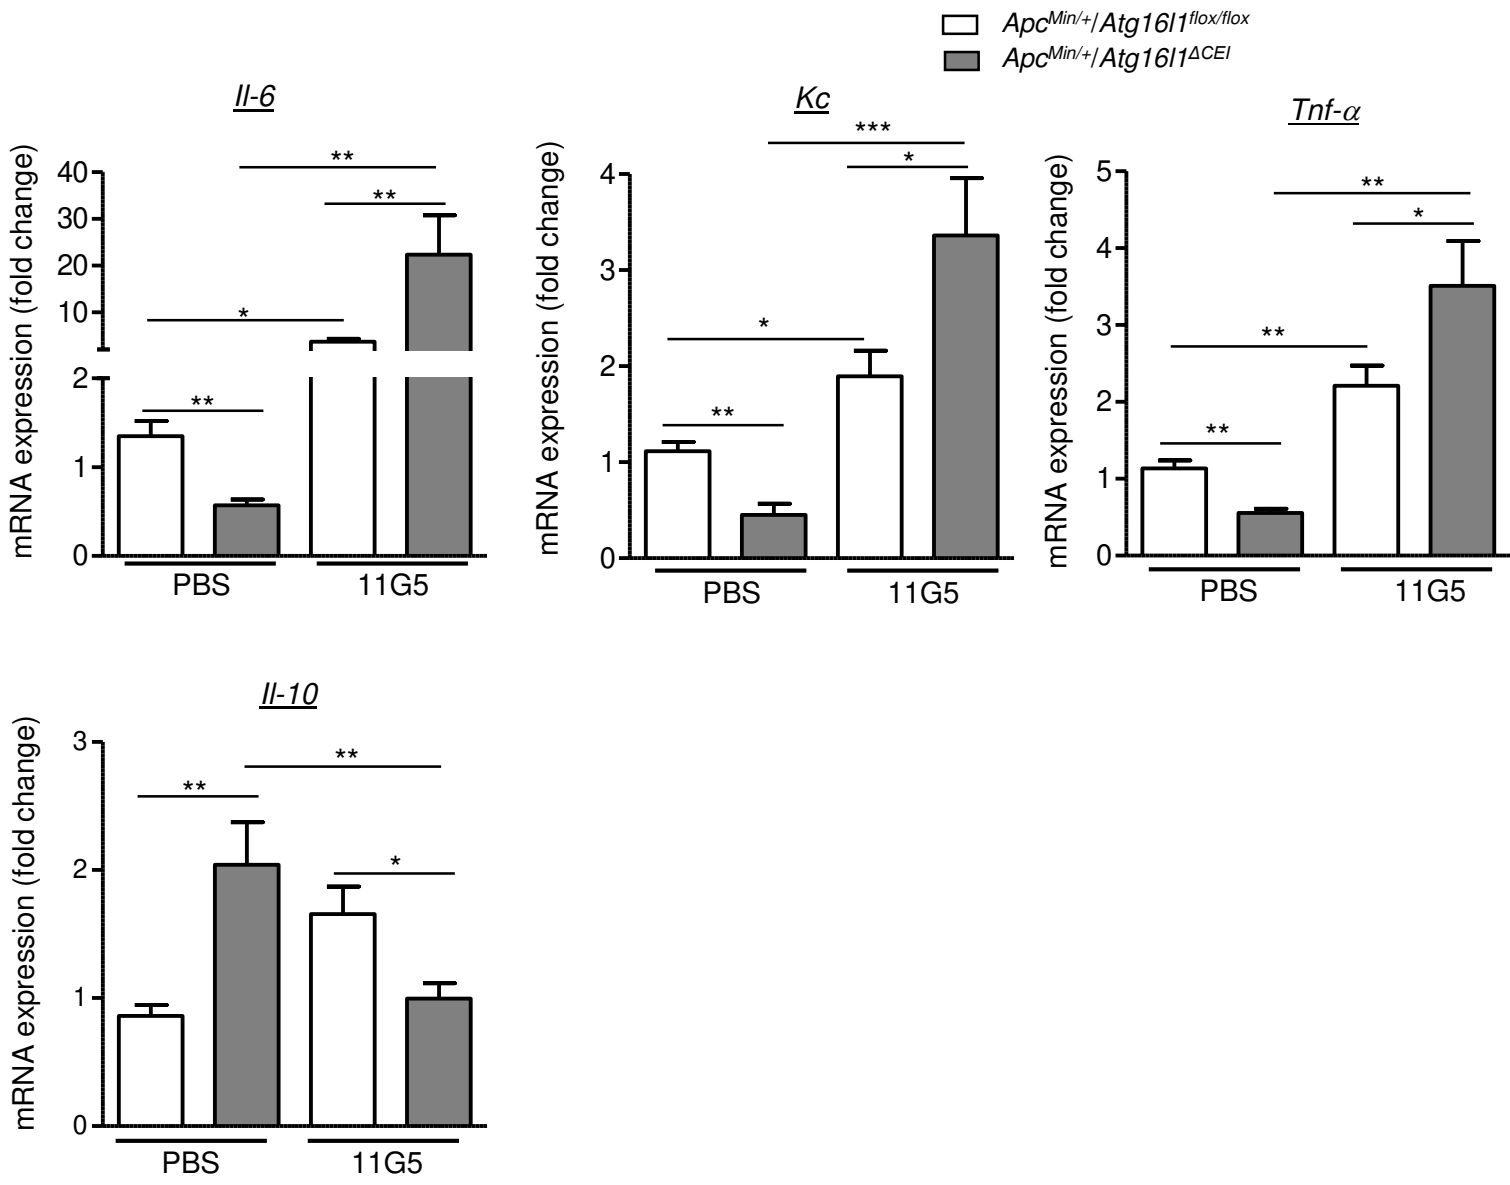 Apc^Min/+/Atg16l1^flox/flox
Apc^Min/+/Atg16l1^ΔCEI
Il-6
mRNA expression (fold change)
40
30
20
10
2
1
0
**
**
*
**
PBS 11G5
Kc
mRNA expression (fold change)
4
3
2
1
0
***
*
*
**
PBS 11G5
Tnf-α
mRNA expression (fold change)
5
4
3
2
1
0
**
*
**
**
PBS 11G5
Il-10
mRNA expression (fold change)
3
2
1
0
**
**
*
PBS 11G5